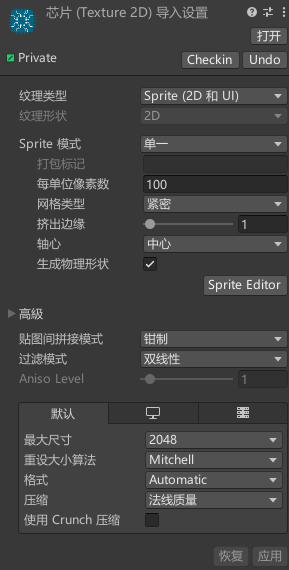 芯片 (Texture 2D) 导入设置
打开
Private
Checkin
Undo
纹理类型 Sprite (2D 和 UI)
纹理形状 2D
Sprite 模式 单一
打包标记
每单位像素数 100
网格类型 紧密
挤出边缘 1
轴心 中心
生成物理形状
Sprite Editor
高级
贴图间拼接模式 钳制
过滤模式 双线性
Aniso Level 1
默认
最大尺寸 2048
重设大小算法 Mitchell
格式 Automatic
压缩 法线质量
使用 Crunch 压缩
恢复 应用